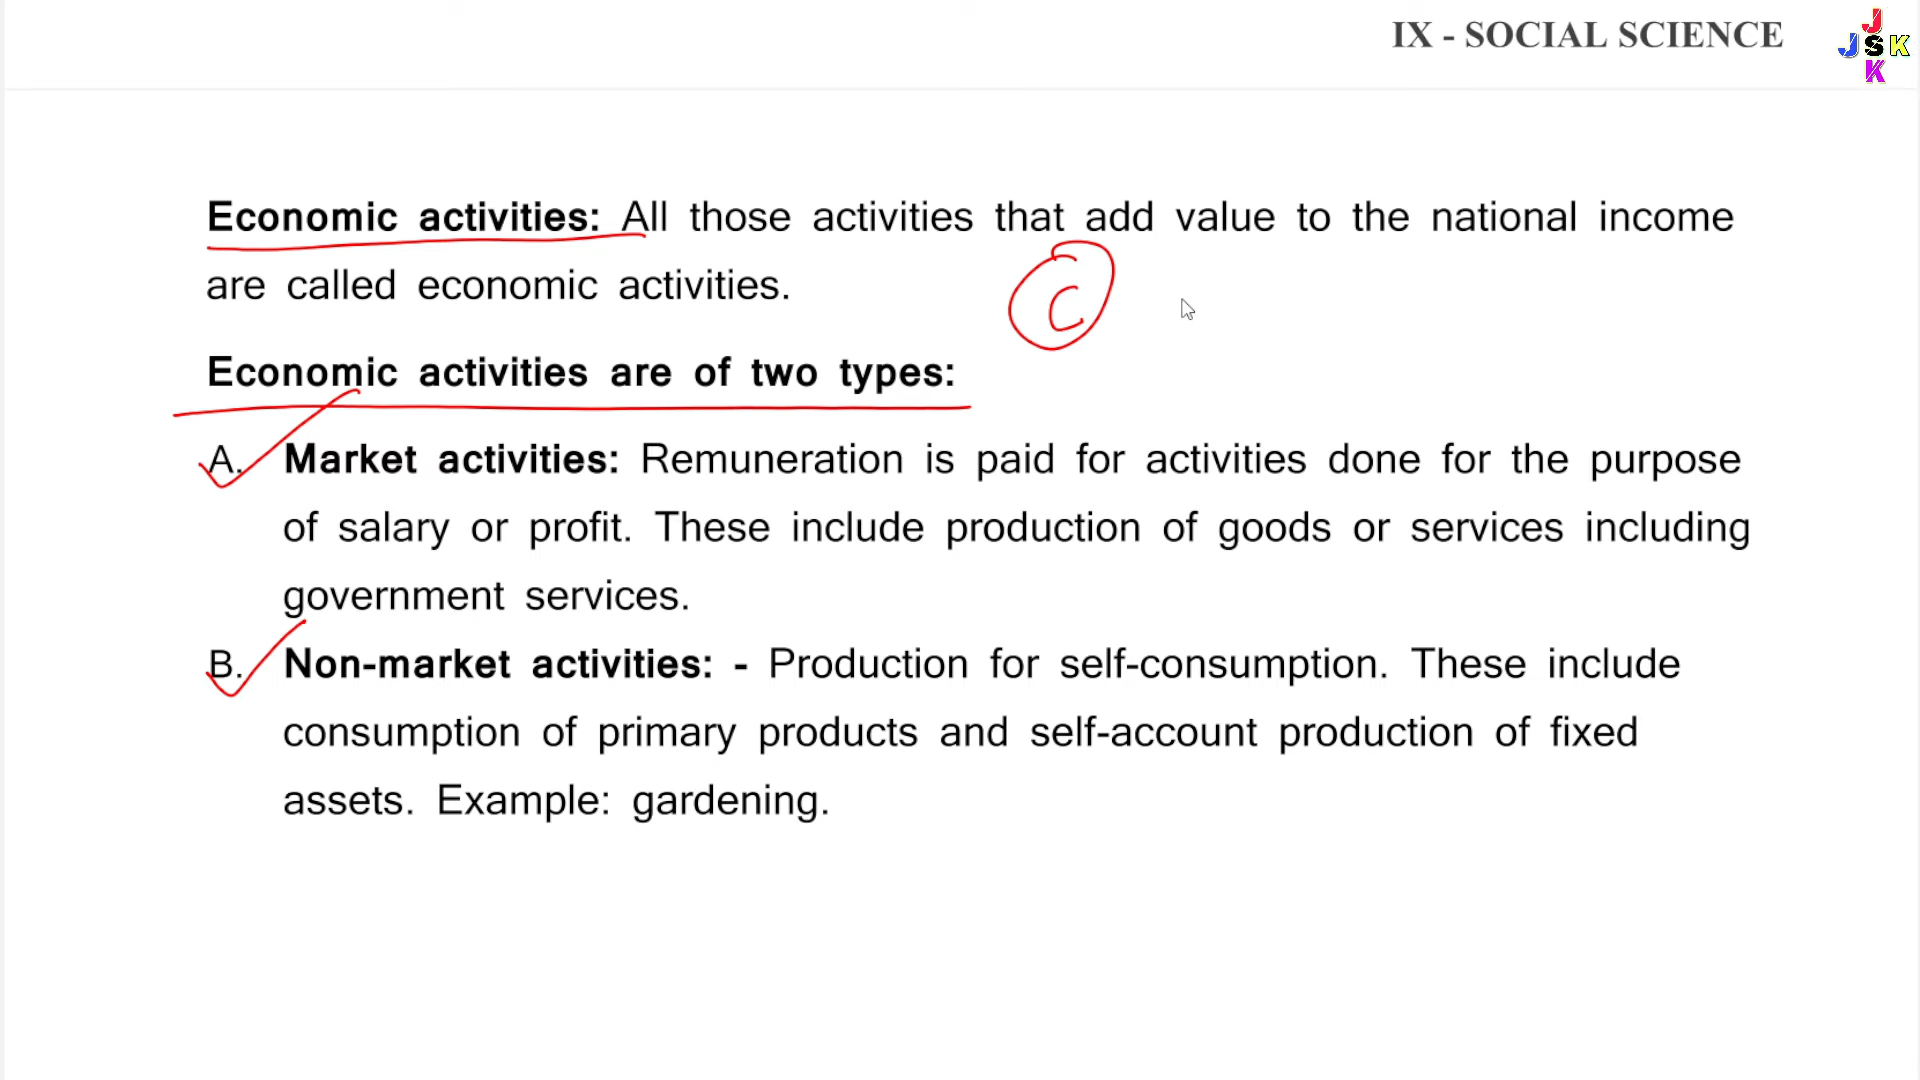 IX - SOCIAL SCIENCE
J
JSK
K
Economic activities: All those activities that add value to the national income
are called economic activities.
C
Economic activities are of two types:
A. Market activities: Remuneration is paid for activities done for the purpose
of salary or profit. These include production of goods or services including
government services.
B. Non-market activities: - Production for self-consumption. These include
consumption of primary products and self-account production of fixed
assets. Example: gardening.